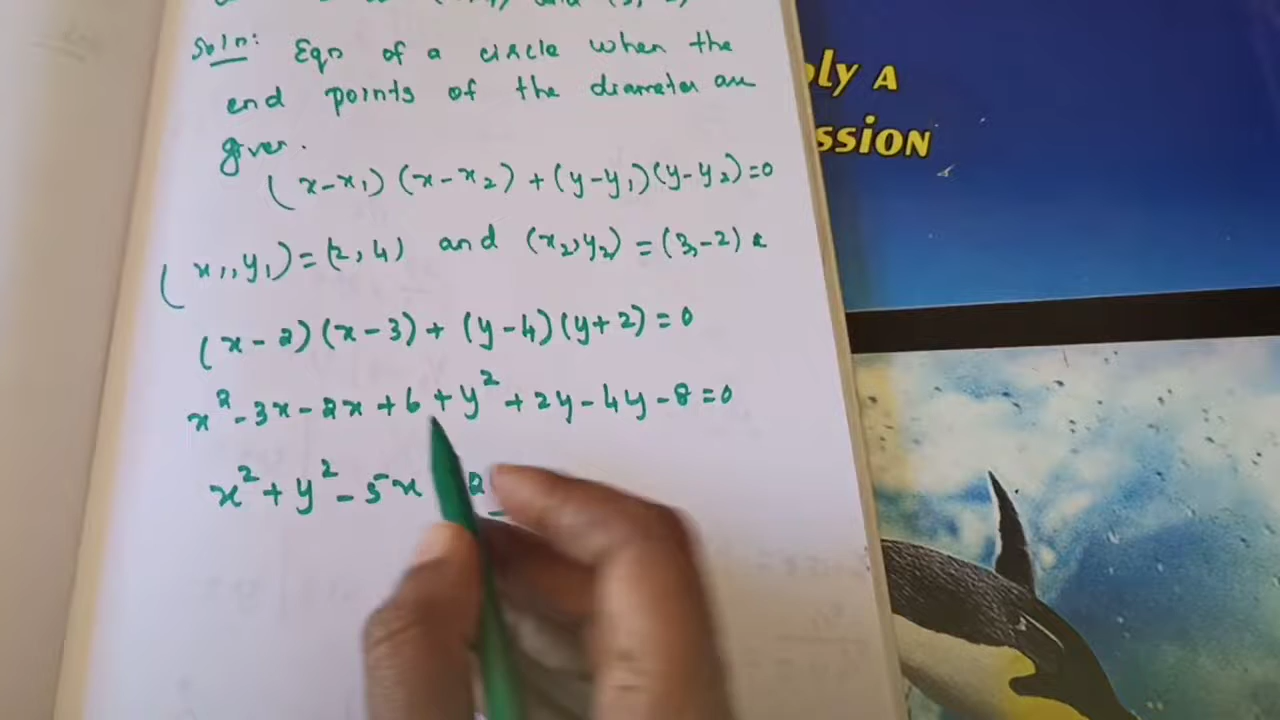 Soln: Eqn of a circle when the
end points of the diameter are
given.
(x-x₁)(x-x₂)+(y-y₁)(y-y₂)=0
(x₁,y₁)=(2,4) and (x₂,y₂)=(3,-2)
(x-2)(x-3)+(y-4)(y+2)=0
x²-3x-2x+6+y²+2y-4y-8=0
x²+y²-5x 2
ly A
ssion